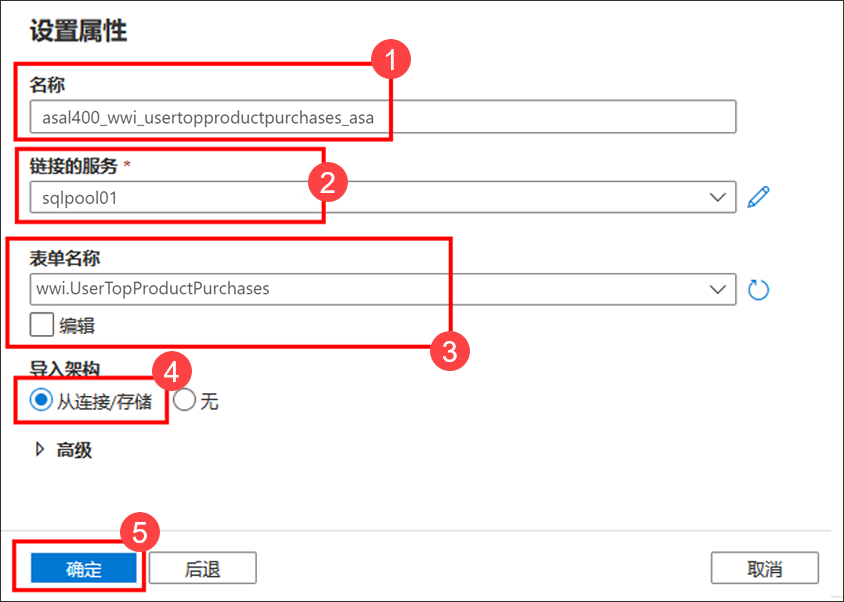 设置属性
1
名称
asal400_wwi_usertopproductpurchases_asa
链接的服务 *
2
sqlpool01
表单名称
wwi.UserTopProductPurchases
编辑
3
导入架构
4
从连接/存储 无
高级
5
确定 后退 取消